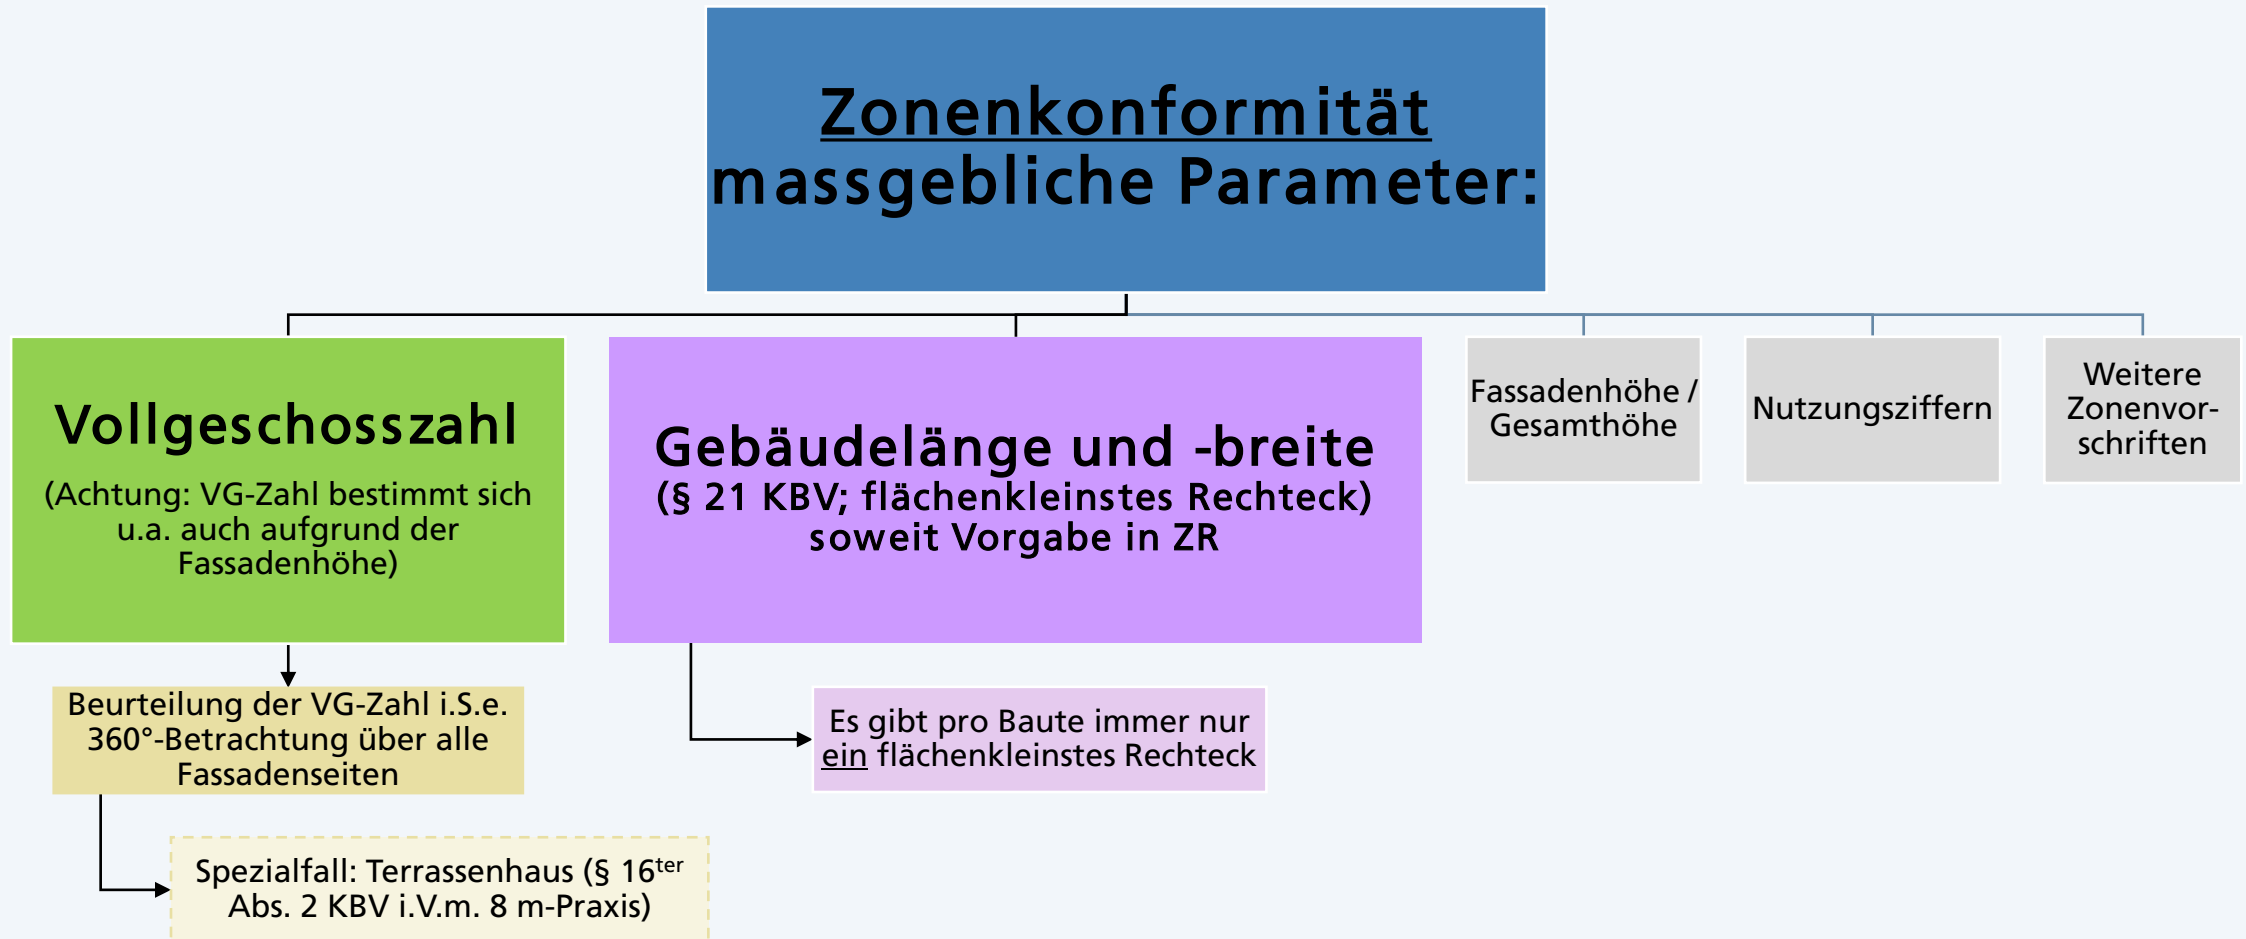 Zonenkonformität
massgebliche Parameter:
Vollgeschosszahl
(Achtung: VG-Zahl bestimmt sich
u.a. auch aufgrund der
Fassadenhöhe)
Gebäudelänge und -breite
(§ 21 KBV; flächenkleinstes Rechteck)
soweit Vorgabe in ZR
Fassadenhöhe /
Gesamthöhe
Nutzungsziffern
Weitere
Zonenvor-
schriften
Beurteilung der VG-Zahl i.S.e.
360°-Betrachtung über alle
Fassadenseiten
Es gibt pro Baute immer nur
ein flächenkleinstes Rechteck
Spezialfall: Terrassenhaus (§ 16ter
Abs. 2 KBV i.V.m. 8 m-Praxis)